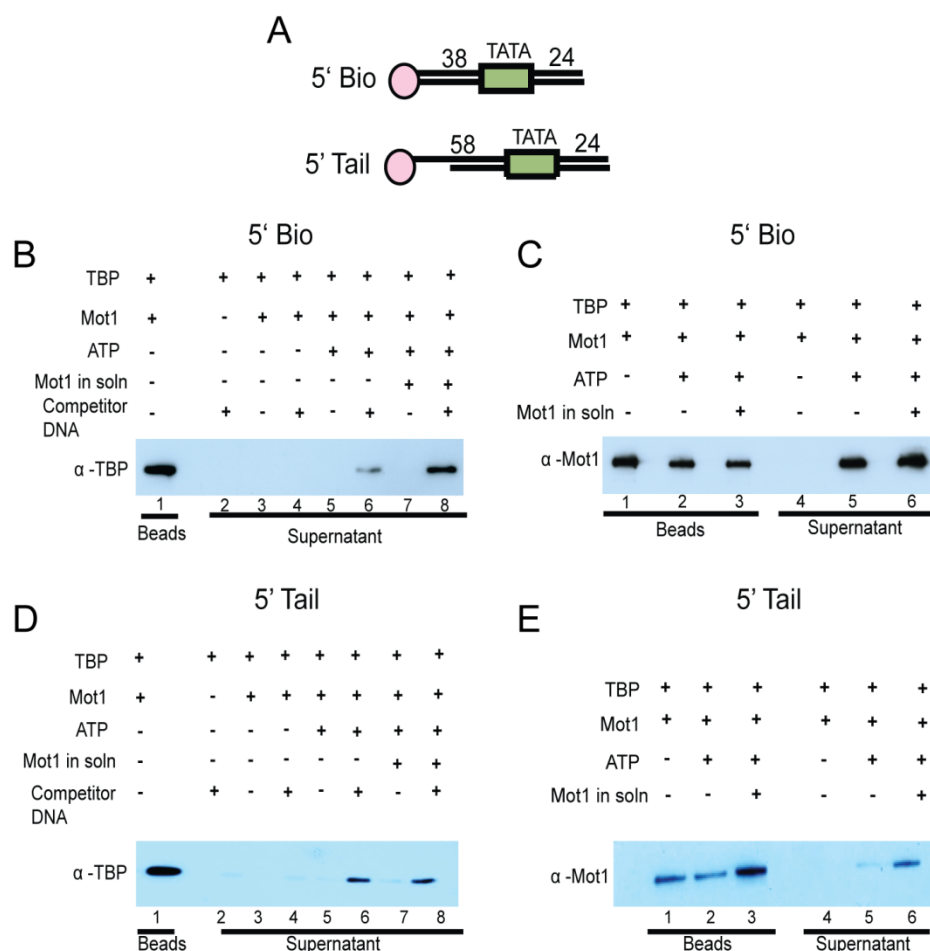 A
38 TATA 24
5‘ Bio
58 TATA 24
5’ Tail
B
5‘ Bio
TBP + + + + + + + +
Mot1 + - + + + + + +
ATP - - - - + + + +
Mot1 in soln - - - - - - + +
Competitor
DNA - + - + - + - +
α -TBP
1 2 3 4 5 6 7 8
Beads Supernatant
C
5‘ Bio
TBP + + + + + +
Mot1 + + + + + +
ATP - + + - + +
Mot1 in soln - - + - - +
α -Mot1
1 2 3 4 5 6
Beads Supernatant
D
5’ Tail
TBP + + + + + + + +
Mot1 + - + + + + + +
ATP - - - - + + + +
Mot1 in soln - - - - - - + +
Competitor
DNA - + - + - + - +
α -TBP
1 2 3 4 5 6 7 8
Beads Supernatant
E
5’ Tail
TBP + + + + + +
Mot1 + + + + + +
ATP - + + - + +
Mot1 in soln - - + - - +
α -Mot1
1 2 3 4 5 6
Beads Supernatant